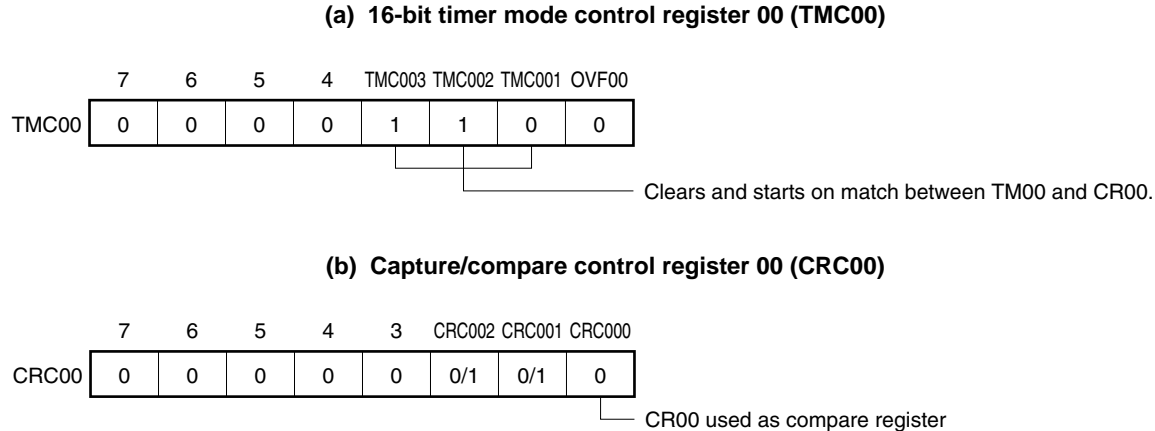 (a) 16-bit timer mode control register 00 (TMC00)
7 6 5 4 TMC003 TMC002 TMC001 OVF00
TMC00 0 0 0 0 1 1 0 0
Clears and starts on match between TM00 and CR00.
(b) Capture/compare control register 00 (CRC00)
7 6 5 4 3 CRC002 CRC001 CRC000
CRC00 0 0 0 0 0 0/1 0/1 0
CR00 used as compare register